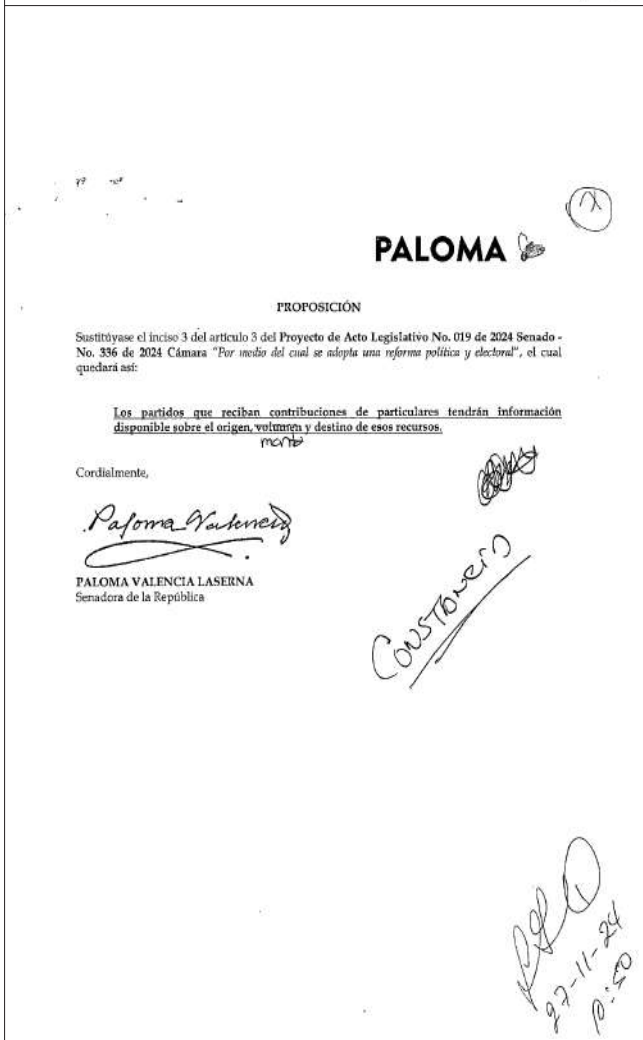 PALOMA
PROPOSICIÓN
Sustitúyase el inciso 3 del artículo 3 del Proyecto de Acto Legislativo No. 019 de 2024 Senado -
No. 336 de 2024 Cámara "Por medio del cual se adopta una reforma política y electoral", el cual
quedará así:
Los partidos que reciban contribuciones de particulares tendrán información
disponible sobre el origen, volumen y destino de esos recursos.
monto
Cordialmente,
Paloma Valencia
PALOMA VALENCIA LASERNA
Senadora de la República
Constancia
27-11-24